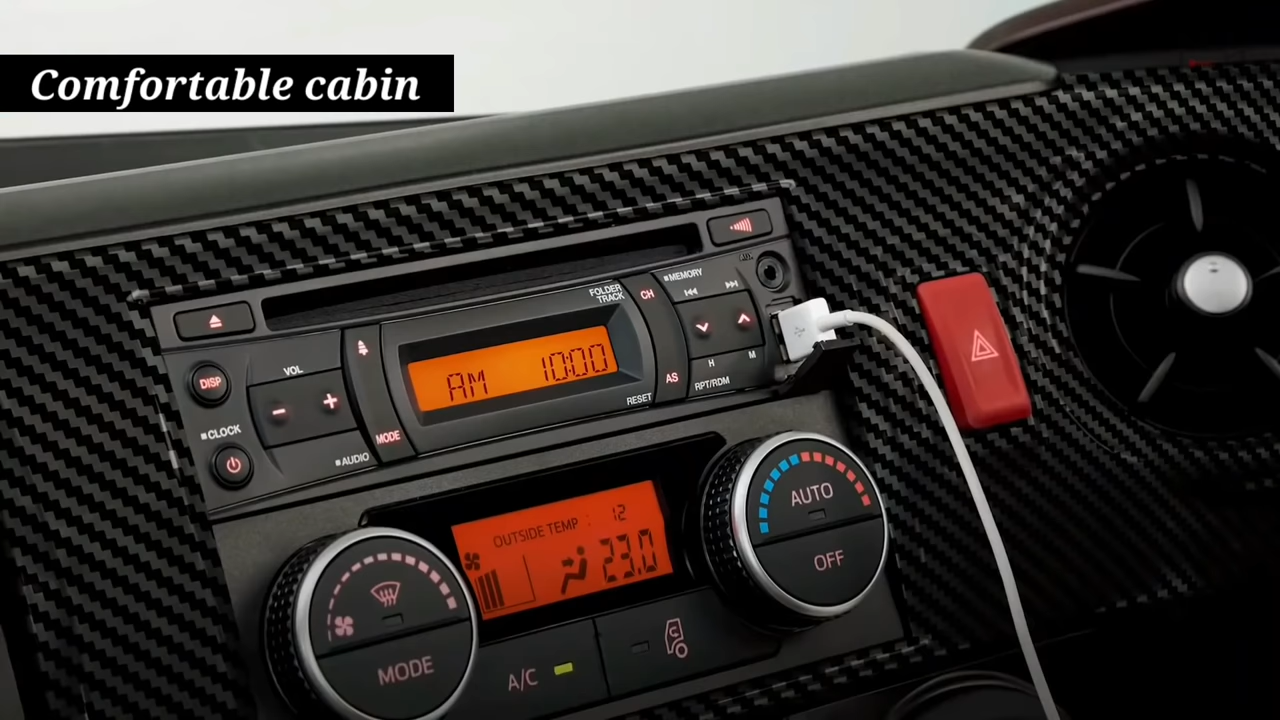 Comfortable cabin
AUX
MEMORY
FOLDER
TRACK
CH
DISP
VOL
AM 10:00
H
M
AS
RPT/RDM
RESET
CLOCK
MODE
AUDIO
OUTSIDE TEMP : 12
23.0
AUTO
OFF
MODE
A/C